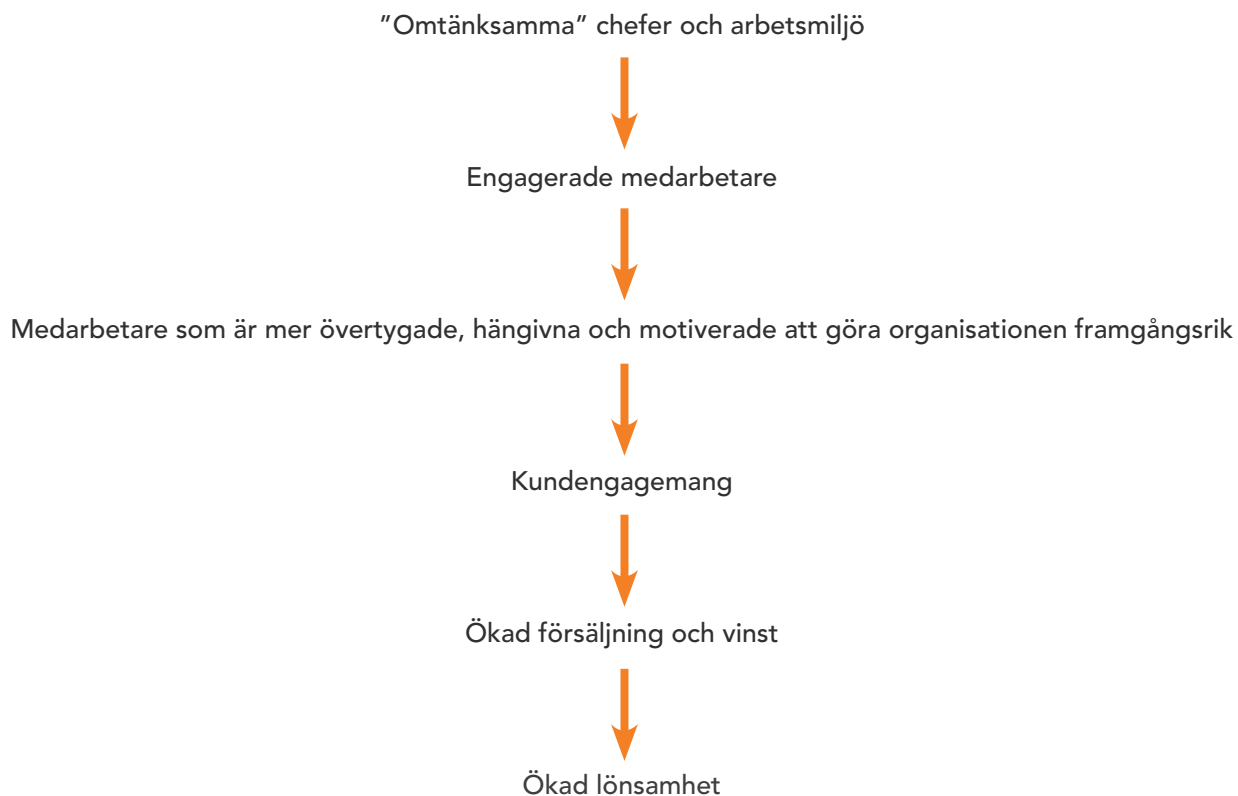 ”Omtänksamma” chefer och arbetsmiljö
Engagerade medarbetare
Medarbetare som är mer övertygade, hängivna och motiverade att göra organisationen framgångsrik
Kundengagemang
Ökad försäljning och vinst
Ökad lönsamhet